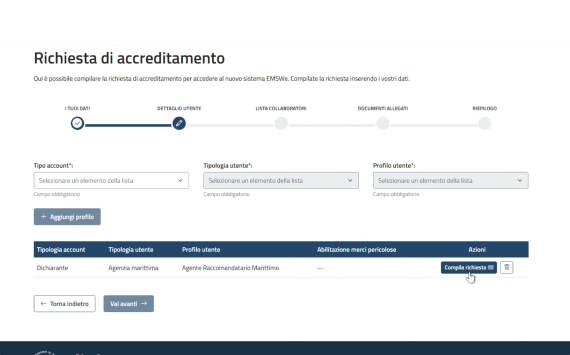 Richiesta di accreditamento
Qui è possibile compilare la richiesta di accreditamento per accedere al nuovo sistema EMSWe. Compilate la richiesta inserendo i vostri dati.
I TUOI DATI DETTAGLIO UTENTE LISTA COLLABORATORI DOCUMENTI ALLEGATI RIEPILOGO
Tipo account*: Tipologia utente*: Profilo utente*:
Selezionare un elemento della lista Selezionare un elemento della lista Selezionare un elemento della lista
Campo obbligatorio Campo obbligatorio Campo obbligatorio
+ Aggiungi profilo
Tipologia account Tipologia utente Profilo utente Abilitazione merci pericolose Azioni
Dichiarante Agenzia marittima Agente Raccomandatario Marittimo -- Compila richiesta
← Torna indietro Vai avanti →